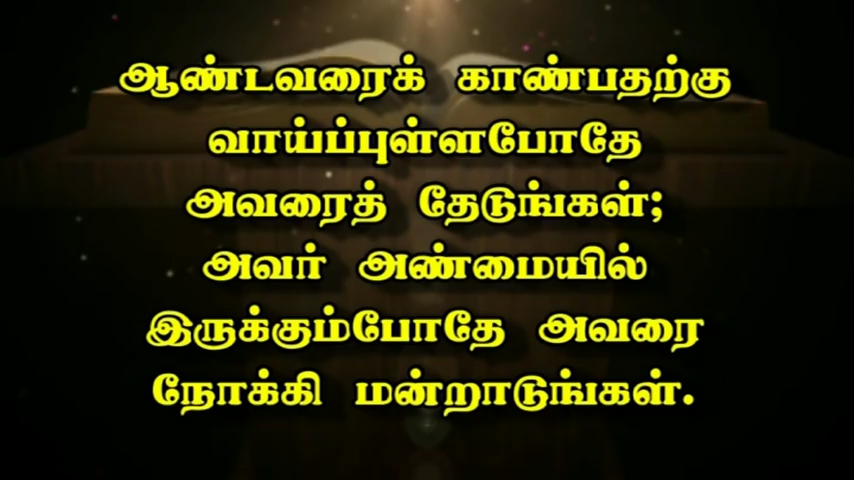 ஆண்டவரைக் காண்பதற்கு
வாய்ப்புள்ளபோதே
அவரைத் தேடுங்கள்;
அவர் அண்மையில்
இருக்கும்போதே அவரை
நோக்கி மன்றாடுங்கள்.